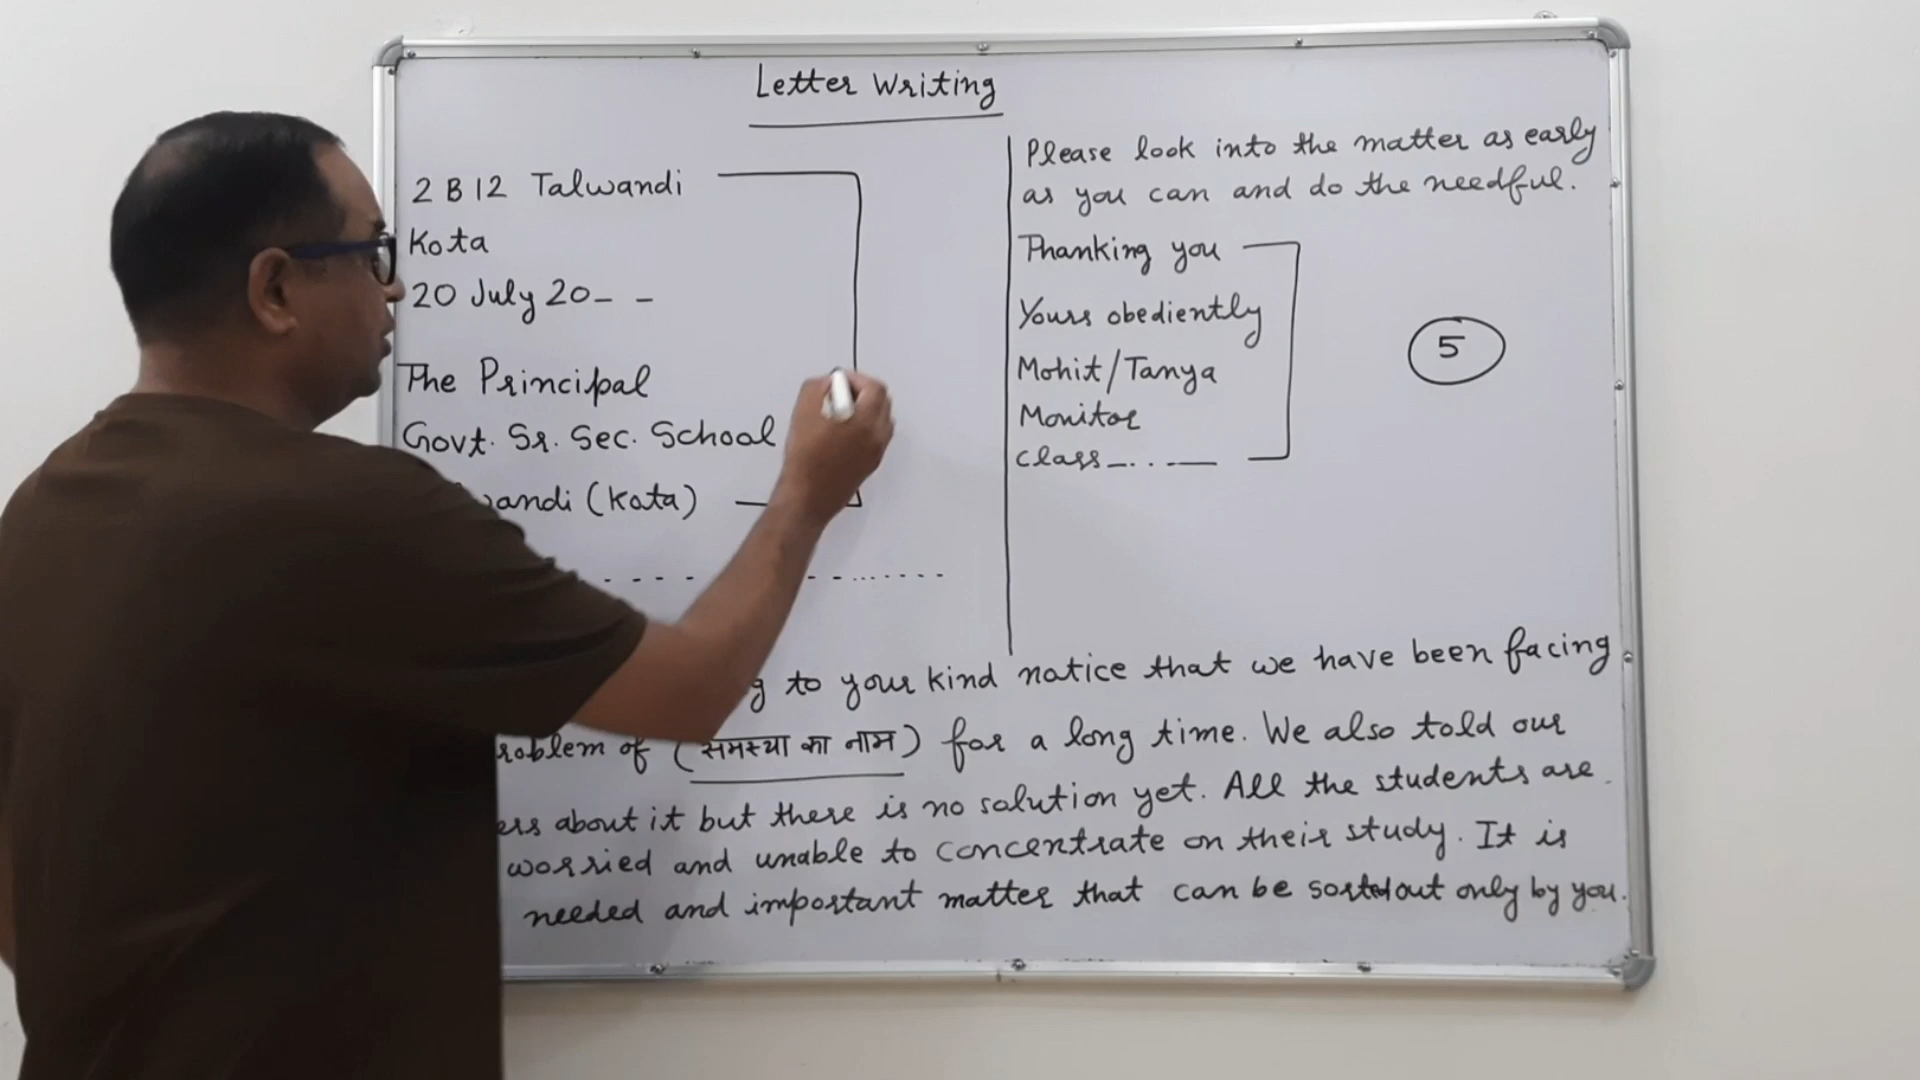 Letter Writing
2 B 12 Talwandi
Kota
20 July 20- -
The Principal
Govt. Sr. Sec. School
(Kota)
to your kind notice that we have been facing
of (समस्या का नाम) for a long time. We also told our
about it but there is no solution yet. All the students are
worried and unable to concentrate on their study. It is
needed and important matter that can be sorted out only by you.
Please look into the matter as early
as you can and do the needful.
Thanking you
Yours obediently
Mohit/Tanya
Monitor
Class -.. —
5